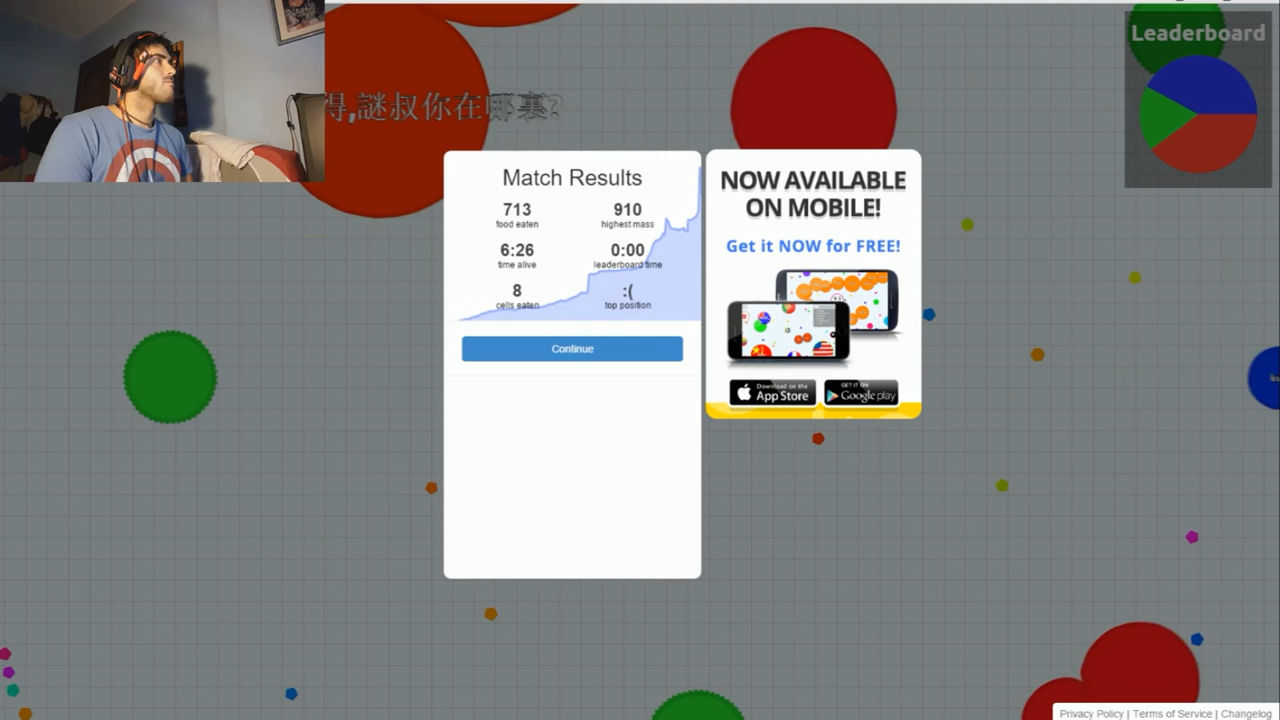 Leaderboard
得,謎叔你在哪裏?
Match Results
713
food eaten
910
highest mass
6:26
time alive
0:00
leaderboard time
8
cells eaten
:(
top position
Continue
NOW AVAILABLE
ON MOBILE!
Get it NOW for FREE!
Download on the
App Store
GET IT ON
Google play
Privacy Policy | Terms of Service | Changelog